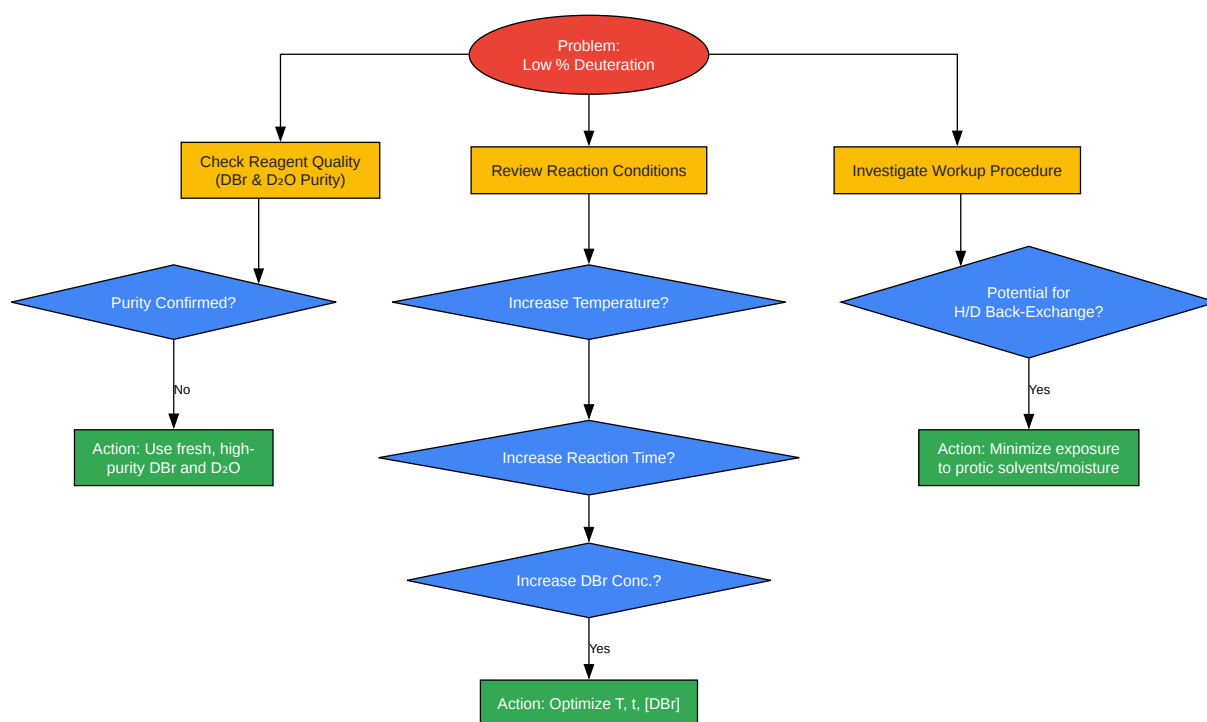 Problem:
Low % Deuteration
Check Reagent Quality
(DBr & D₂O Purity)
Review Reaction Conditions
Investigate Workup Procedure
Purity Confirmed?
Increase Temperature?
Potential for
H/D Back-Exchange?
No
Yes
Action: Use fresh, high-
purity DBr and D₂O
Increase Reaction Time?
Action: Minimize exposure
to protic solvents/moisture
Increase DBr Conc.?
Yes
Action: Optimize T, t, [DBr]